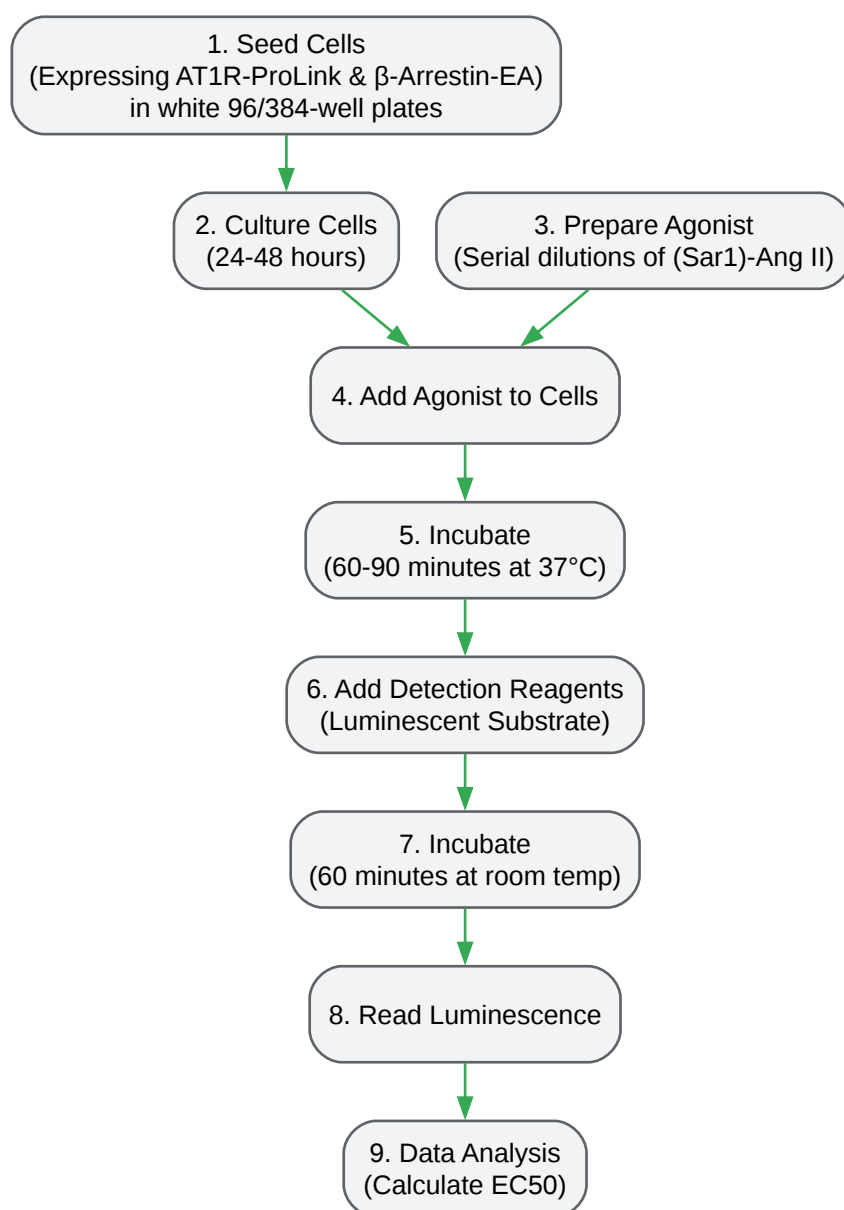 1. Seed Cells
(Expressing AT1R-ProLink & β-Arrestin-EA)
in white 96/384-well plates
2. Culture Cells
(24-48 hours)
3. Prepare Agonist
(Serial dilutions of (Sar1)-Ang II)
4. Add Agonist to Cells
5. Incubate
(60-90 minutes at 37°C)
6. Add Detection Reagents
(Luminescent Substrate)
7. Incubate
(60 minutes at room temp)
8. Read Luminescence
9. Data Analysis
(Calculate EC50)